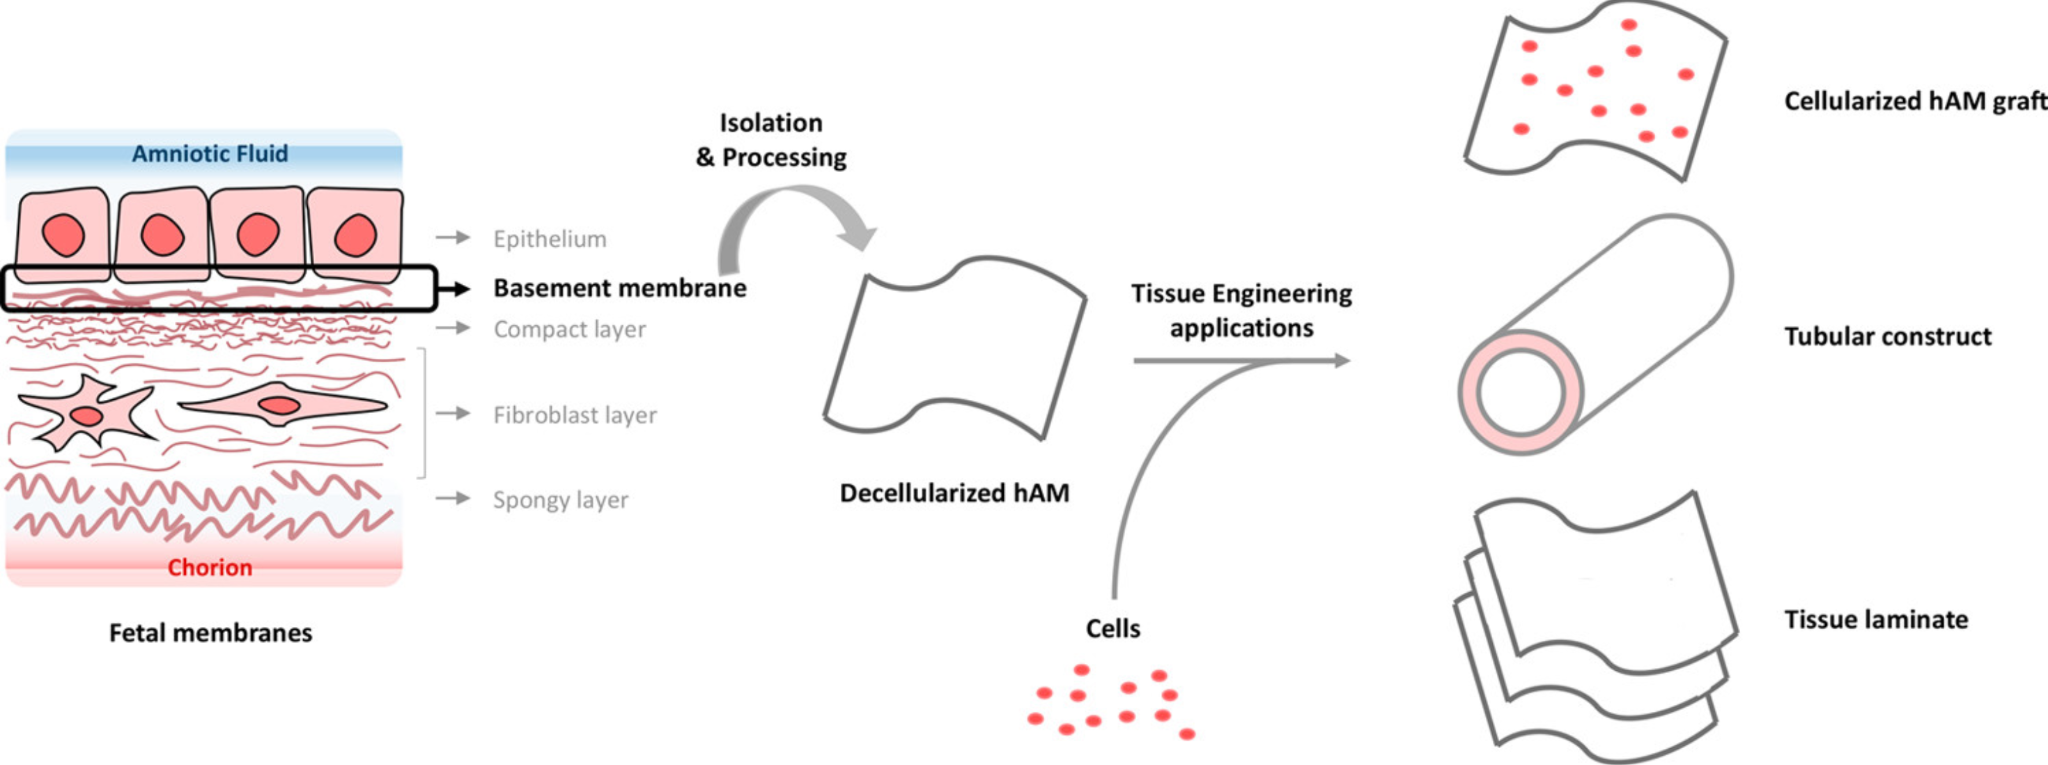 Amniotic Fluid
Epithelium
Basement membrane
Compact layer
Fibroblast layer
Spongy layer
Chorion
Fetal membranes
Isolation
& Processing
Decellularized hAM
Tissue Engineering
applications
Cells
Cellularized hAM graft
Tubular construct
Tissue laminate